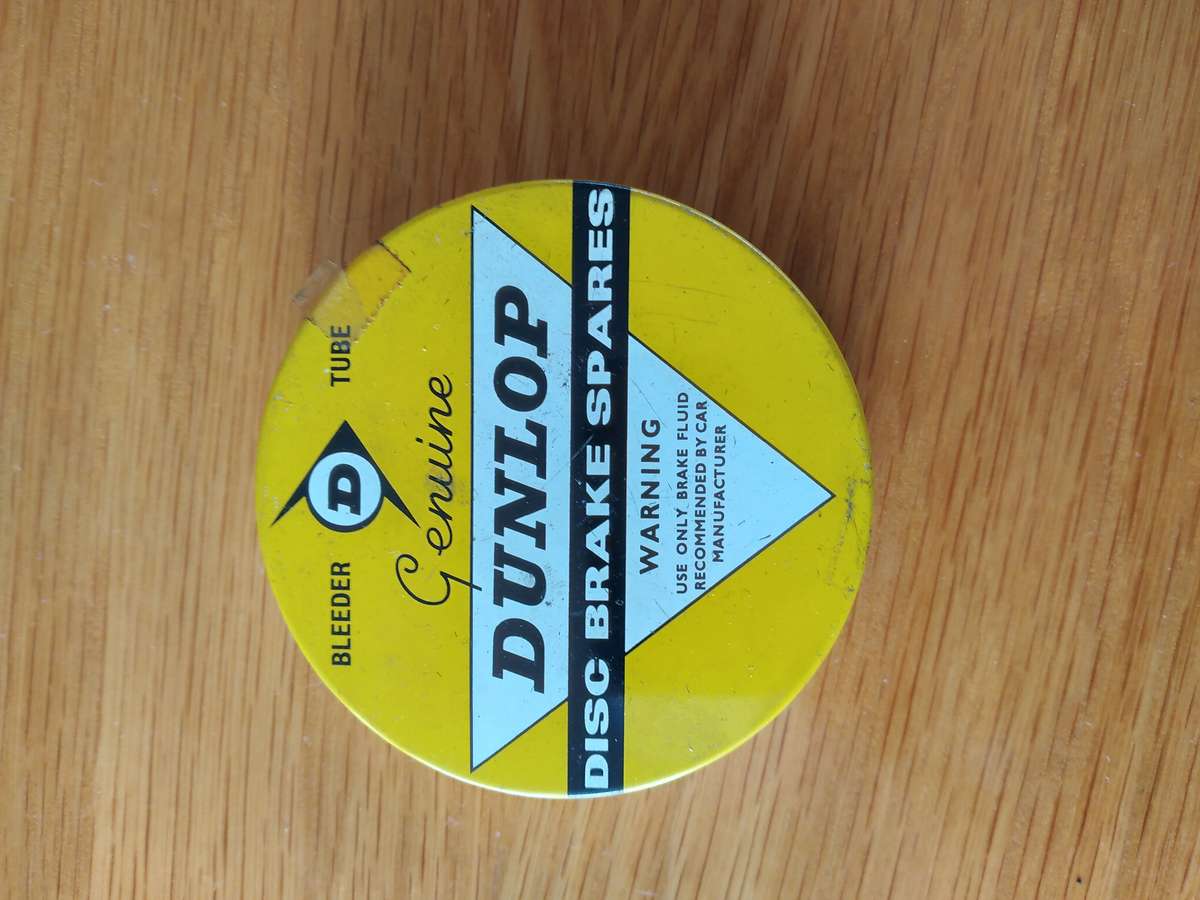 BLEEDER D TUBE
Genuine
DUNLOP
DISC BRAKE SPARES
WARNING
USE ONLY BRAKE FLUID
RECOMMENDED BY CAR
MANUFACTURER